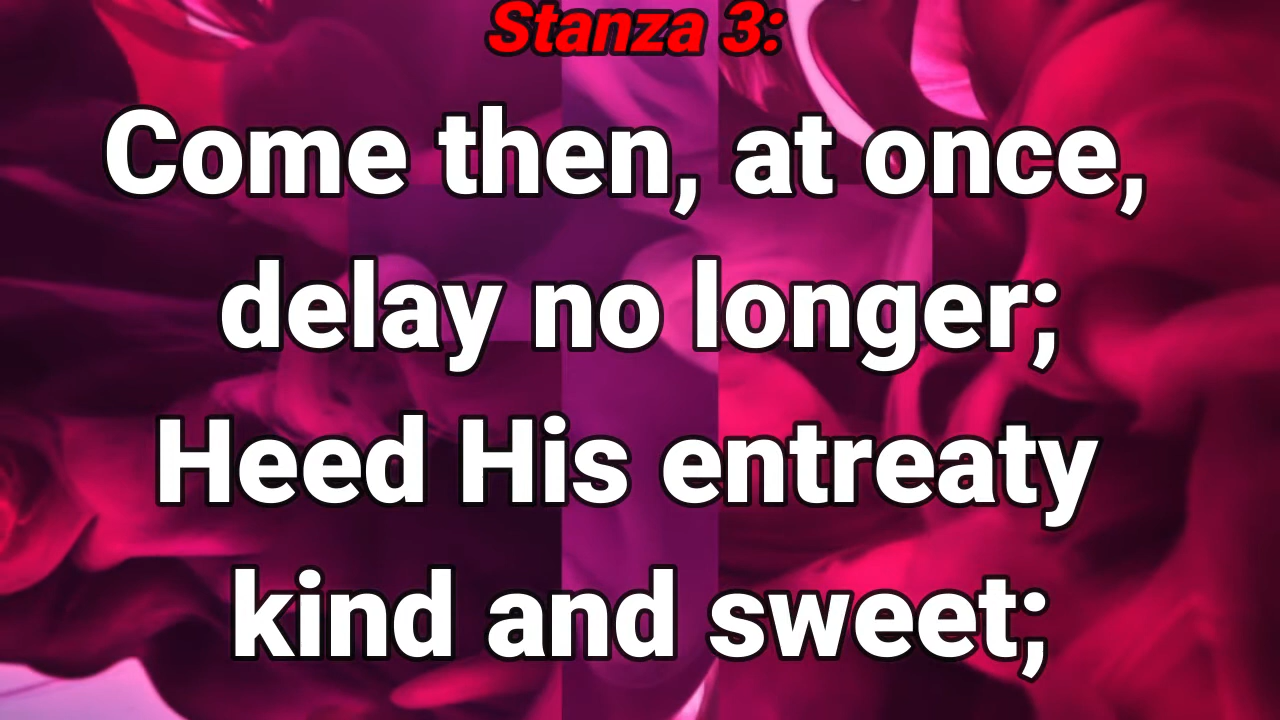 Stanza 3:
Come then, at once,
delay no longer;
Heed His entreaty
kind and sweet;